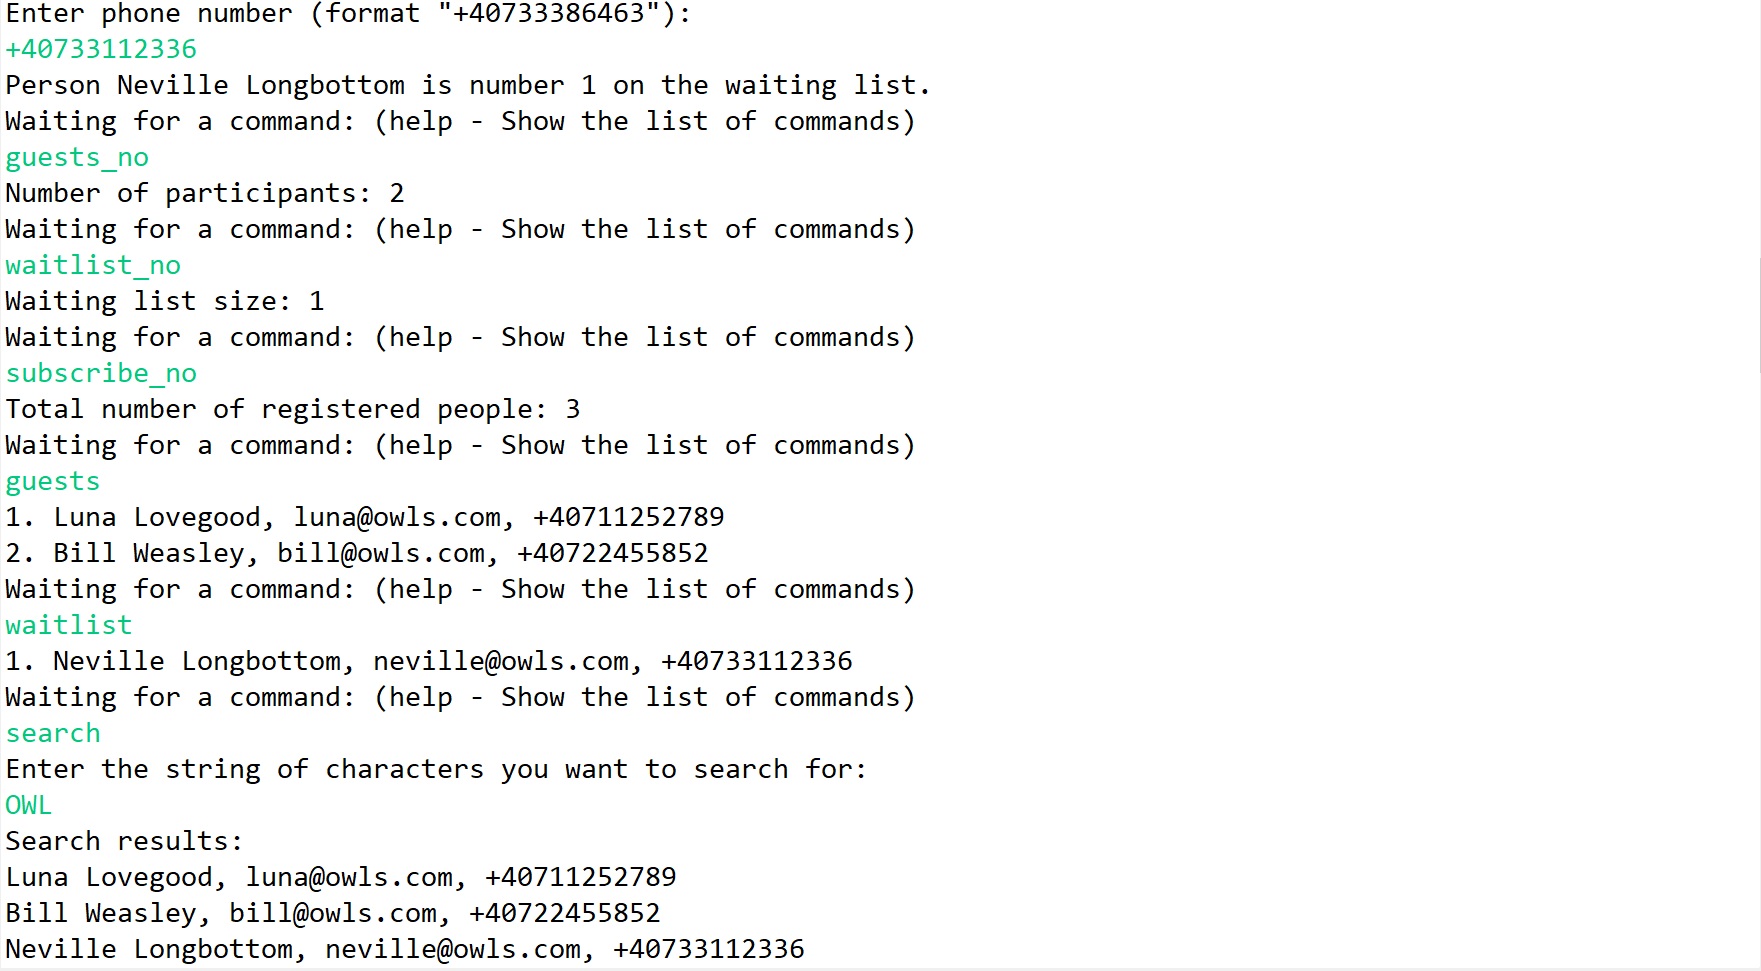 Enter phone number (format "+40733386463"):
+40733112336
Person Neville Longbottom is number 1 on the waiting list.
Waiting for a command: (help - Show the list of commands)
guests_no
Number of participants: 2
Waiting for a command: (help - Show the list of commands)
waitlist_no
Waiting list size: 1
Waiting for a command: (help - Show the list of commands)
subscribe_no
Total number of registered people: 3
Waiting for a command: (help - Show the list of commands)
guests
1. Luna Lovegood, luna@owls.com, +40711252789
2. Bill Weasley, bill@owls.com, +40722455852
Waiting for a command: (help - Show the list of commands)
waitlist
1. Neville Longbottom, neville@owls.com, +40733112336
Waiting for a command: (help - Show the list of commands)
search
Enter the string of characters you want to search for:
OWL
Search results:
Luna Lovegood, luna@owls.com, +40711252789
Bill Weasley, bill@owls.com, +40722455852
Neville Longbottom, neville@owls.com, +40733112336